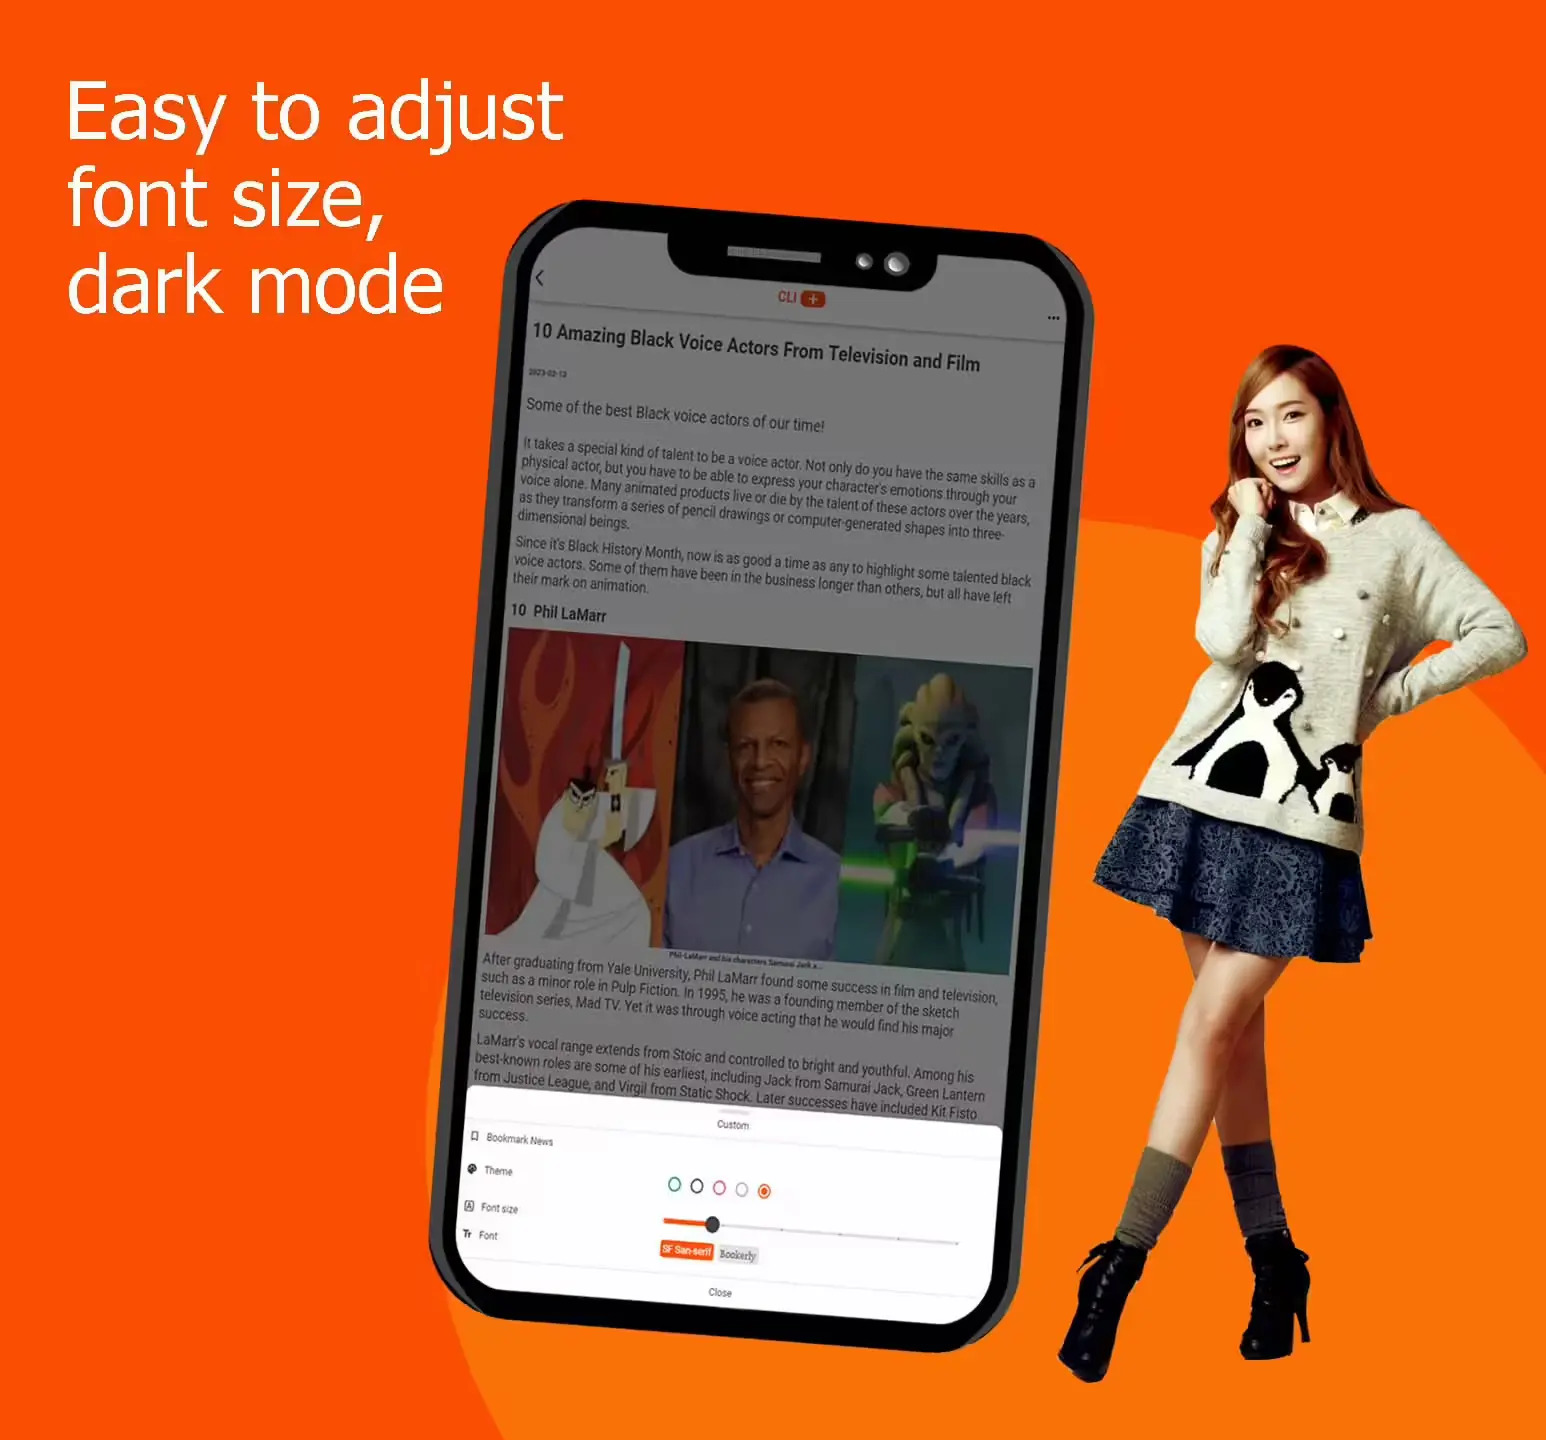 Easy to adjust
font size,
dark mode
CLI +
10 Amazing Black Voice Actors From Television and Film
2023-02-13
Some of the best Black voice actors of our time!
It takes a special kind of talent to be a voice actor. Not only do you have the same skills as a
physical actor, but you have to be able to express your character's emotions through your
voice alone. Many animated products live or die by the talent of these actors over the years,
as they transform a series of pencil drawings or computer-generated shapes into three-
dimensional beings.
Since it's Black History Month, now is as good a time as any to highlight some talented black
voice actors. Some of them have been in the business longer than others, but all have left
their mark on animation.
10 Phil LaMarr
Phil-LaMarr and his characters Samurai Jack a...
After graduating from Yale University, Phil LaMarr found some success in film and television,
such as a minor role in Pulp Fiction. In 1995, he was a founding member of the sketch
television series, Mad TV. Yet it was through voice acting that he would find his major
success.
LaMarr's vocal range extends from Stoic and controlled to bright and youthful. Among his
best-known roles are some of his earliest, including Jack from Samurai Jack, Green Lantern
from Justice League, and Virgil from Static Shock. Later successes have included Kit Fisto
Custom
Bookmark News
Theme
Font size
Font
SF San-serif Bookerly
Close